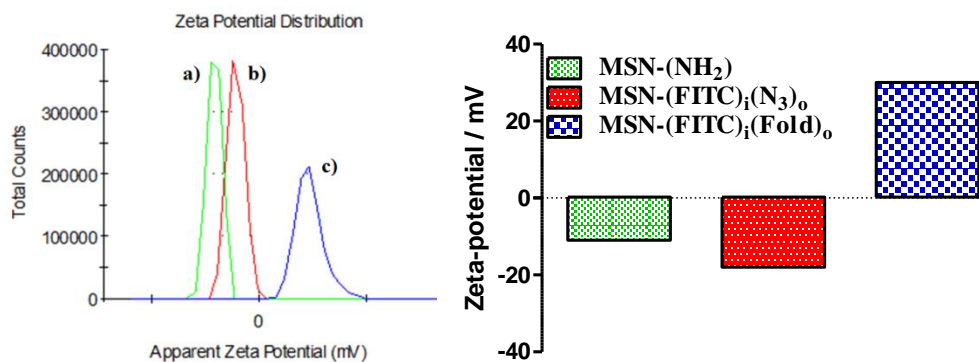 Zeta Potential Distribution
400000
300000
200000
100000
0
Total Counts
a)
b)
c)
0
Apparent Zeta Potential (mV)
40
20
0
-20
-40
Zeta-potential / mV
MSN-(NH₂)
MSN-(FITC)ᵢ(N₃)ₒ
MSN-(FITC)ᵢ(Fold)ₒ